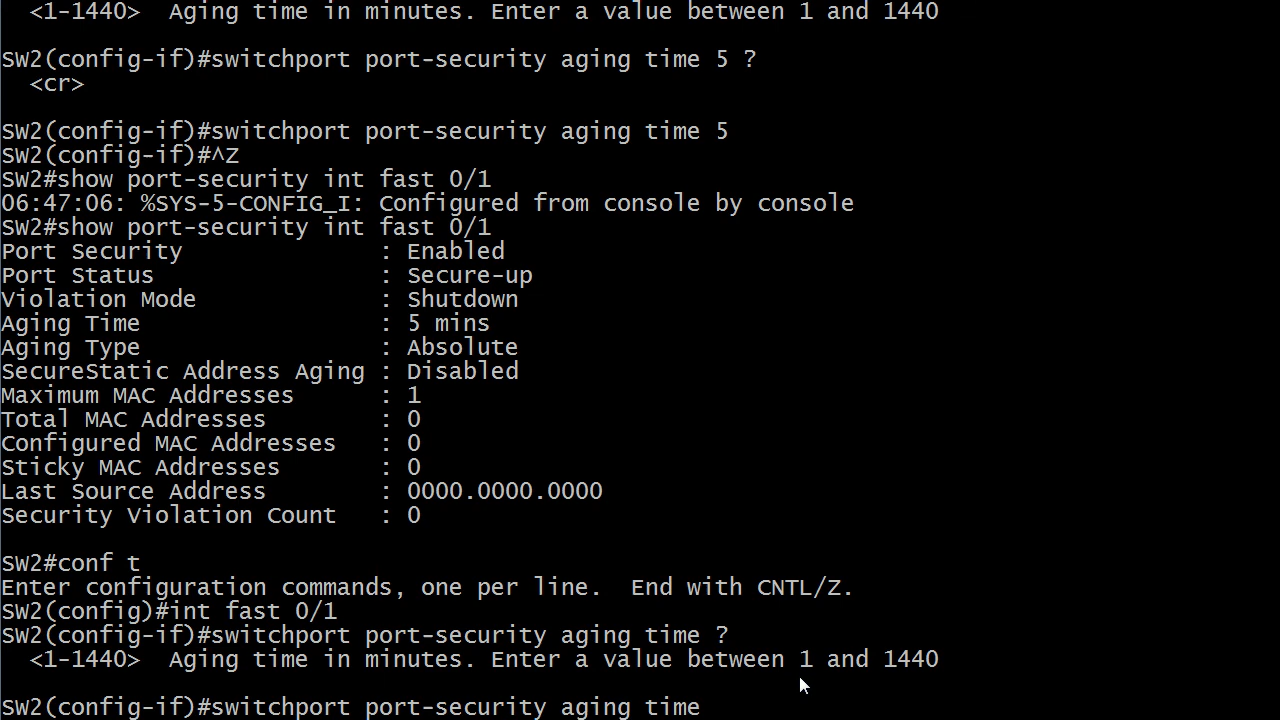 <1-1440>  Aging time in minutes. Enter a value between 1 and 1440
SW2(config-if)#switchport port-security aging time 5 ?
<cr>
SW2(config-if)#switchport port-security aging time 5
SW2(config-if)#^Z
SW2#show port-security int fast 0/1
06:47:06: %SYS-5-CONFIG_I: Configured from console by console
SW2#show port-security int fast 0/1
Port Security              : Enabled
Port Status                : Secure-up
Violation Mode             : Shutdown
Aging Time                 : 5 mins
Aging Type                 : Absolute
SecureStatic Address Aging : Disabled
Maximum MAC Addresses      : 1
Total MAC Addresses        : 0
Configured MAC Addresses   : 0
Sticky MAC Addresses       : 0
Last Source Address        : 0000.0000.0000
Security Violation Count   : 0
SW2#conf t
Enter configuration commands, one per line.  End with CNTL/Z.
SW2(config)#int fast 0/1
SW2(config-if)#switchport port-security aging time ?
<1-1440>  Aging time in minutes. Enter a value between 1 and 1440
SW2(config-if)#switchport port-security aging time